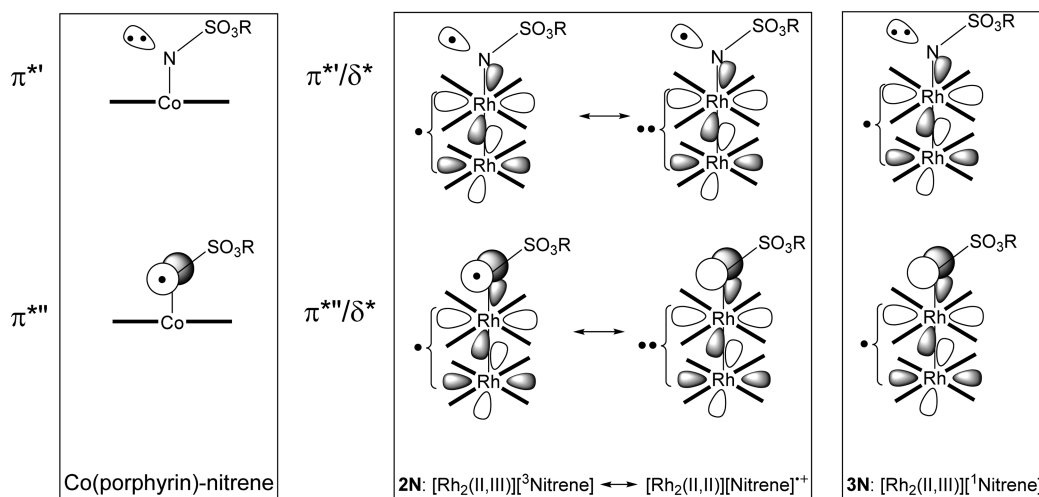 SO₃R
N
Co
π*'
Co
SO₃R
π*''
Co(porphyrin)-nitrene
π*'/δ*
SO₃R
N
Rh
Rh
SO₃R
N
Rh
Rh
SO₃R
N
Rh
Rh
π*''/δ*
SO₃R
Rh
Rh
SO₃R
Rh
Rh
SO₃R
Rh
Rh
2N: [Rh₂(II,III)][³Nitrene] ↔ [Rh₂(II,II)][Nitrene]•⁺
3N: [Rh₂(II,III)][¹Nitrene]